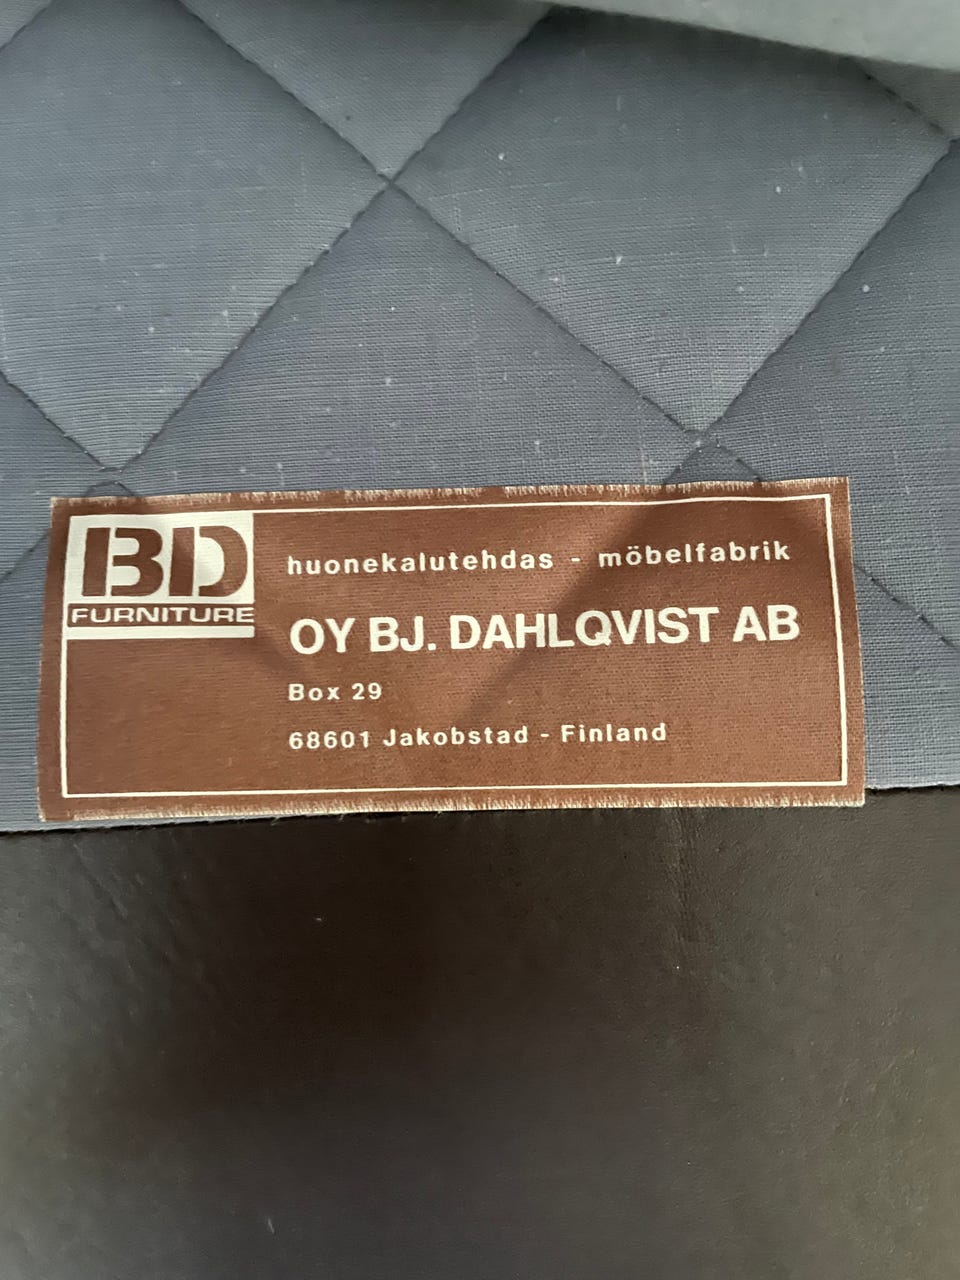 BD
FURNITURE
huonekalutehdas - möbelfabrik
OY BJ. DAHLQVIST AB
Box 29
68601 Jakobstad - Finland